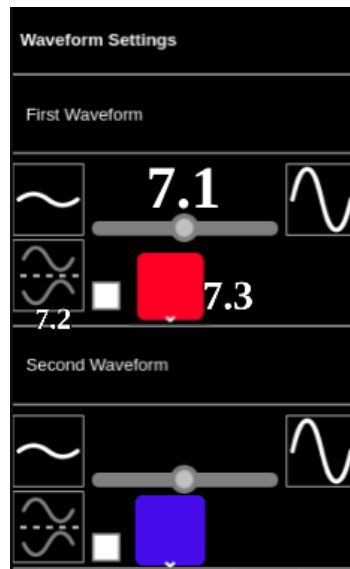 Waveform Settings
First Waveform
7.1
7.3
7.2
Second Waveform